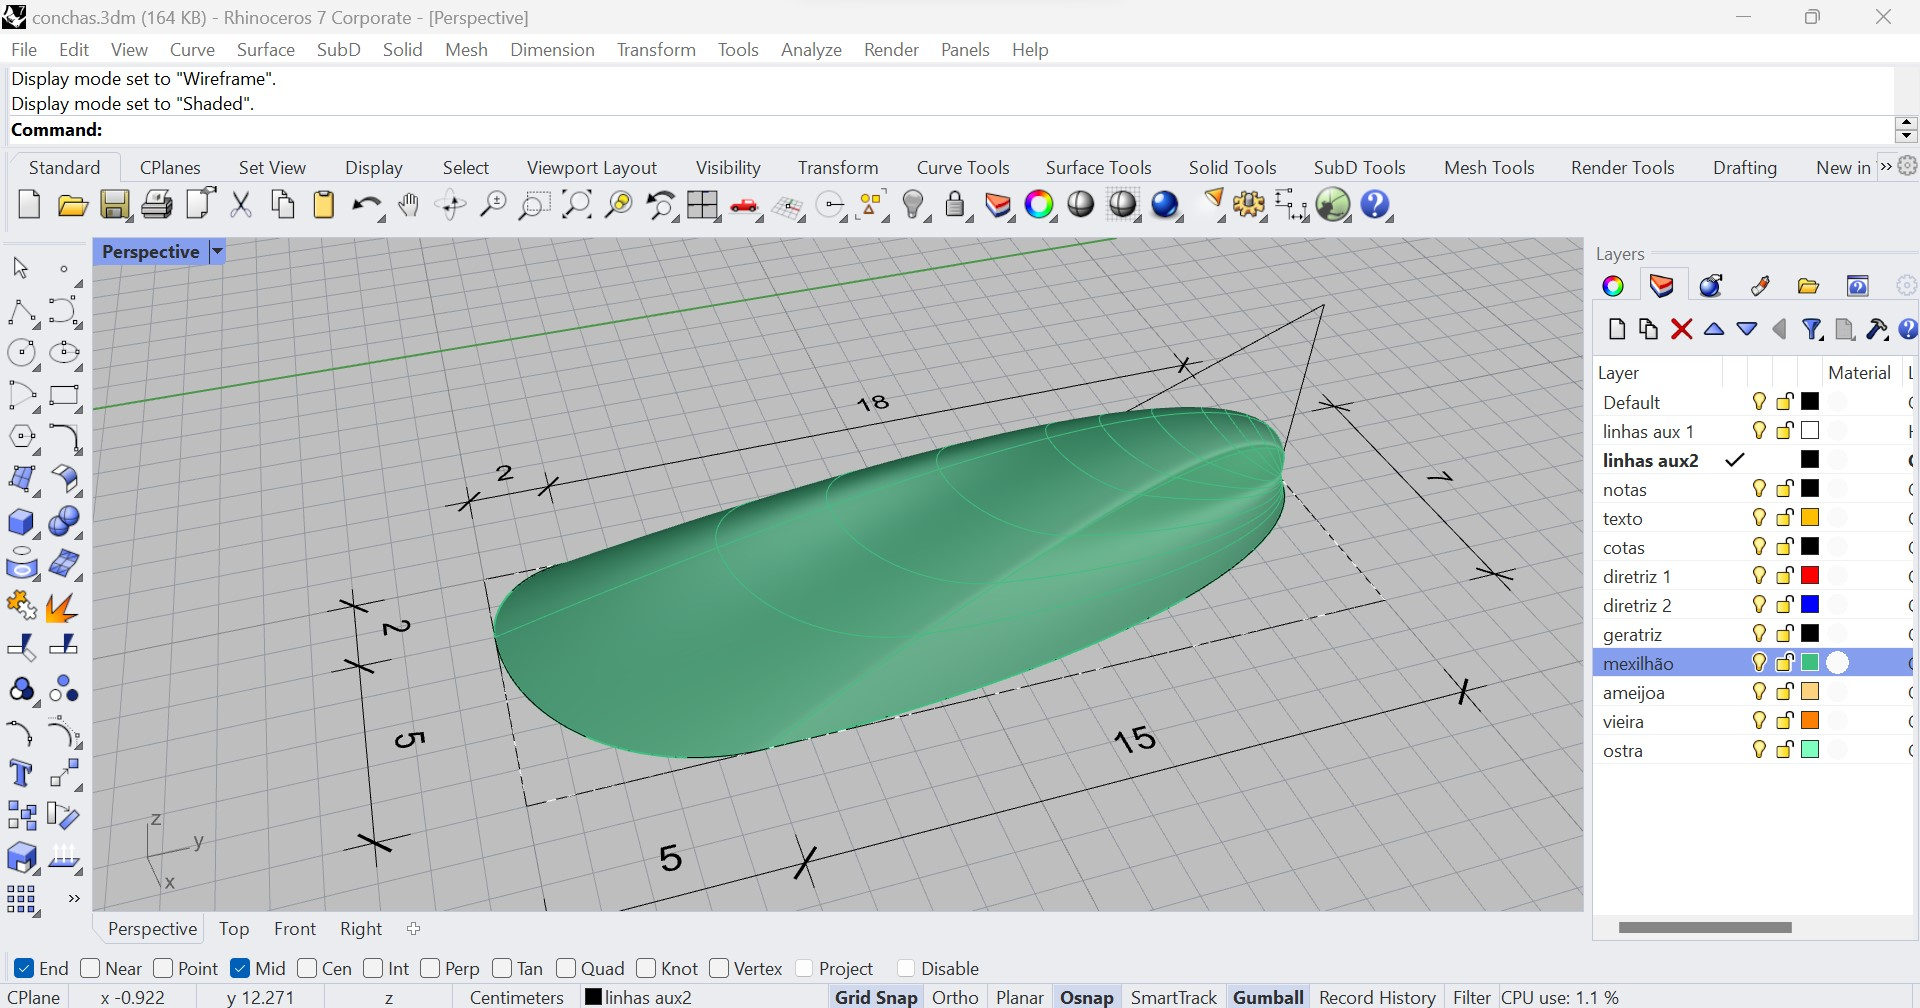 conchas.3dm (164 KB) - Rhinoceros 7 Corporate - [Perspective]
File Edit View Curve Surface SubD Solid Mesh Dimension Transform Tools Analyze Render Panels Help
Display mode set to "Wireframe".
Display mode set to "Shaded".
Command:
Standard CPlanes Set View Display Select Viewport Layout Visibility Transform Curve Tools Surface Tools Solid Tools SubD Tools Mesh Tools Render Tools Drafting New in
Perspective
18
2
7
2
5
15
5
z
y
x
Layers
Layer Material
Default
linhas aux 1
linhas aux2
notas
texto
cotas
diretriz 1
diretriz 2
geratriz
mexilhão
ameijoa
vieira
ostra
Perspective Top Front Right
End Near Point Mid Cen Int Perp Tan Quad Knot Vertex Project Disable
CPlane x -0.922 y 12.271 z Centimeters linhas aux2 Grid Snap Ortho Planar Osnap SmartTrack Gumball Record History Filter CPU use: 1.1 %